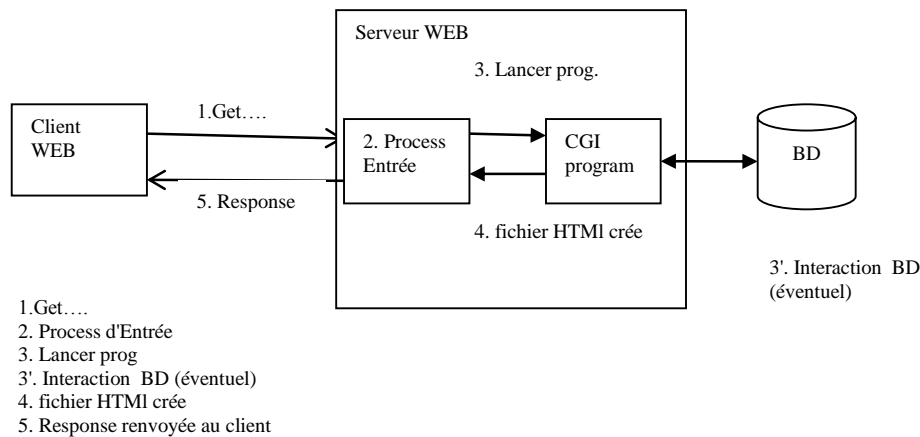 Serveur WEB
3. Lancer prog.
1.Get….
Client
WEB
2. Process
Entrée
CGI
program
BD
5. Response
4. fichier HTMl crée
3'. Interaction  BD
(éventuel)
1.Get….
2. Process d'Entrée
3. Lancer prog
3'. Interaction  BD (éventuel)
4. fichier HTMl crée
5. Response renvoyée au client